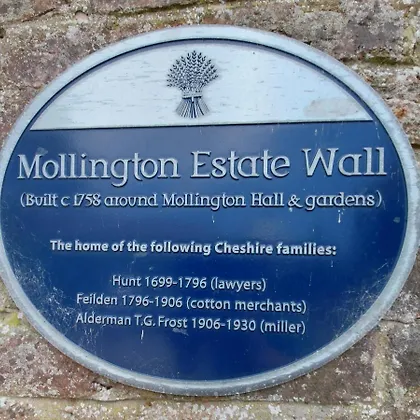 Mollington Estate Wall
(Built c 1758 around Mollington Hall & gardens)
The home of the following Cheshire families:
Hunt 1699-1796 (lawyers)
Feilden 1796-1906 (cotton merchants)
Alderman T.G. Frost 1906-1930 (miller)